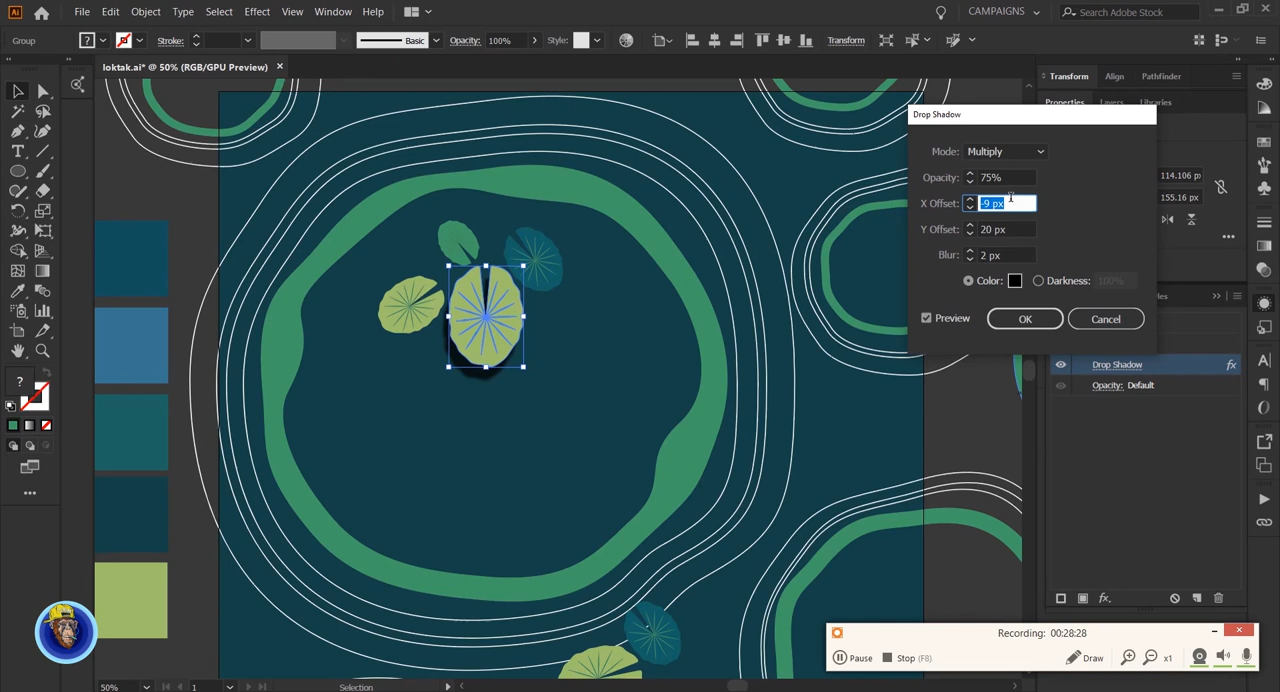 Ai File Edit Object Type Select Effect View Window Help
CAMPAIGNS
Search Adobe Stock
Group
?
Stroke:
Basic
Opacity: 100%
Style:
Transform
loktak.ai* @ 50% (RGB/GPU Preview)
Transform Align Pathfinder
Properties Layers Libraries
Drop Shadow
Mode: Multiply
Opacity: 75%
X Offset: -9 px
Y Offset: 20 px
Blur: 2 px
Color: Darkness: 100%
Preview OK Cancel
114.106 p
155.16 px
Drop Shadow fx
Opacity: Default
fx
?
Recording: 00:28:28
Pause Stop (F8) Draw x1
50% 1 Selection